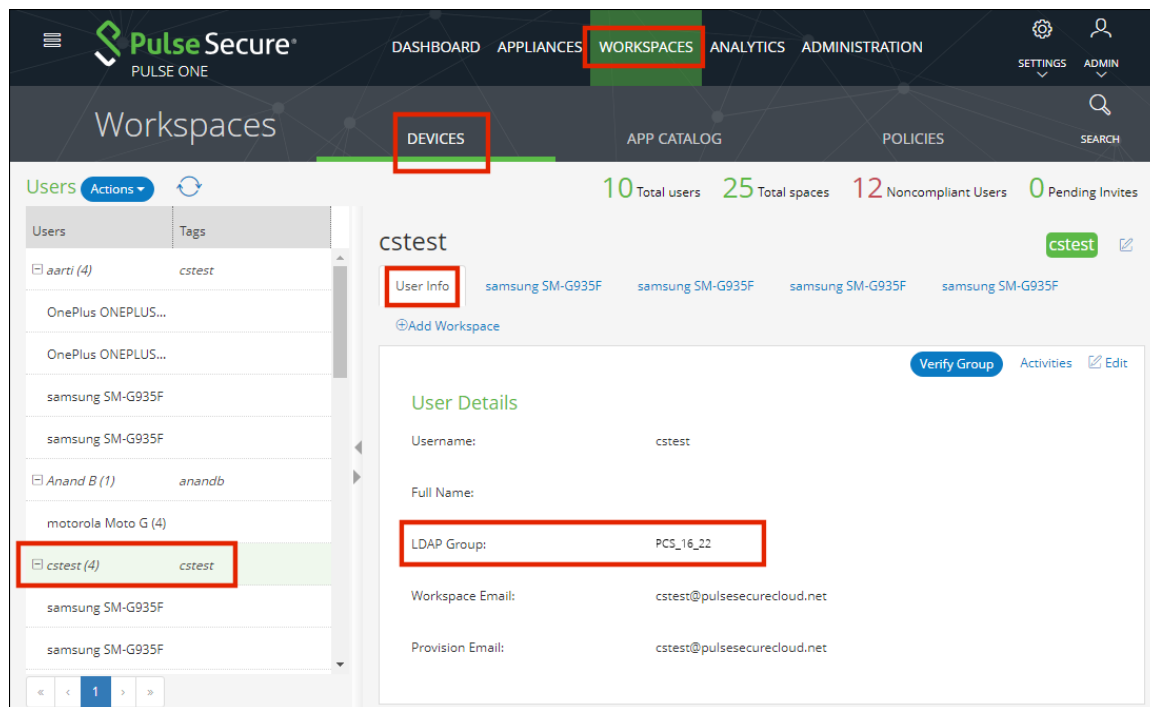 Pulse Secure®
PULSE ONE
DASHBOARD APPLIANCES WORKSPACES ANALYTICS ADMINISTRATION
SETTINGS ADMIN
Workspaces
DEVICES APP CATALOG POLICIES
SEARCH
Users Actions
10 Total users 25 Total spaces 12 Noncompliant Users 0 Pending Invites
Users Tags
aarti (4) cstest
OnePlus ONEPLUS...
OnePlus ONEPLUS...
samsung SM-G935F
samsung SM-G935F
Anand B (1) anandb
motorola Moto G (4)
cstest (4) cstest
samsung SM-G935F
samsung SM-G935F
« ‹ 1 › »
cstest cstest
User Info samsung SM-G935F samsung SM-G935F samsung SM-G935F samsung SM-G935F
Add Workspace
Verify Group Activities Edit
User Details
Username: cstest
Full Name:
LDAP Group: PCS_16_22
Workspace Email: cstest@pulsesecurecloud.net
Provision Email: cstest@pulsesecurecloud.net